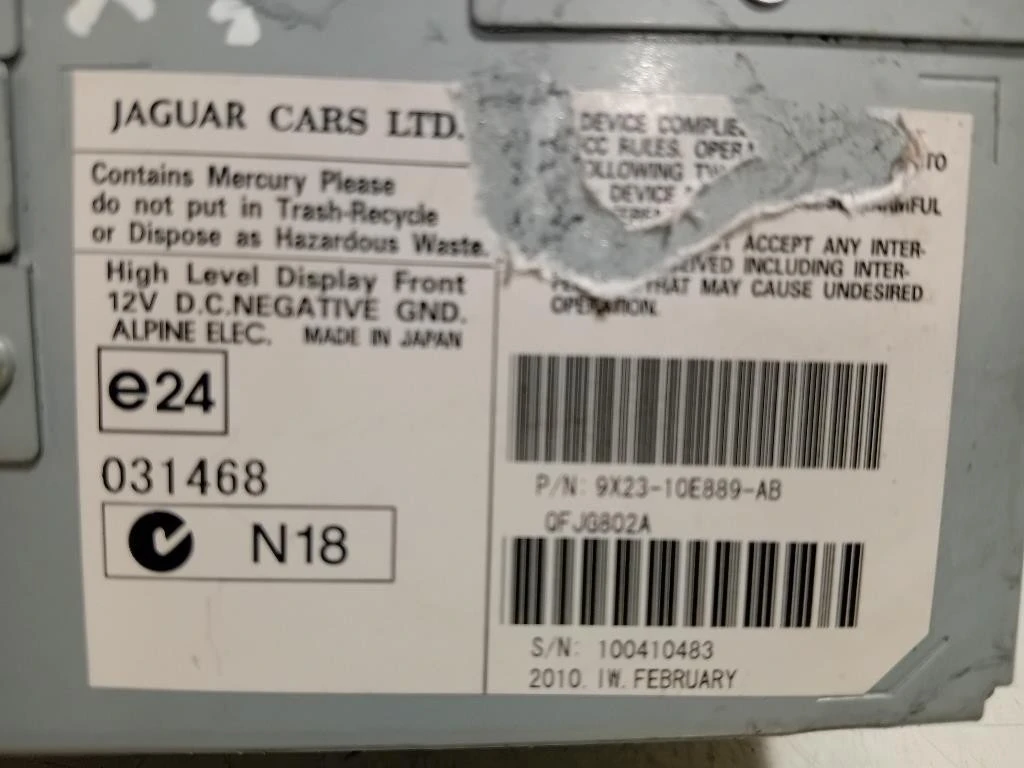 JAGUAR CARS LTD.
Contains Mercury Please
do not put in Trash-Recycle
or Dispose as Hazardous Waste.
High Level Display Front
12V D.C.NEGATIVE GND.
ALPINE ELEC. MADE IN JAPAN
e24
031468
N18
DEVICE COMPLIE
CC RULES. OPER
OLLOWING TW
TO
DEVICE
ARMFUL
ACCEPT ANY INTER-
IVED INCLUDING INTER-
THAT MAY CAUSE UNDESIRED
OPERATION.
P/N: 9X23-10E889-AB
QFJG802A
S/N: 100410483
2010. 1W. FEBRUARY